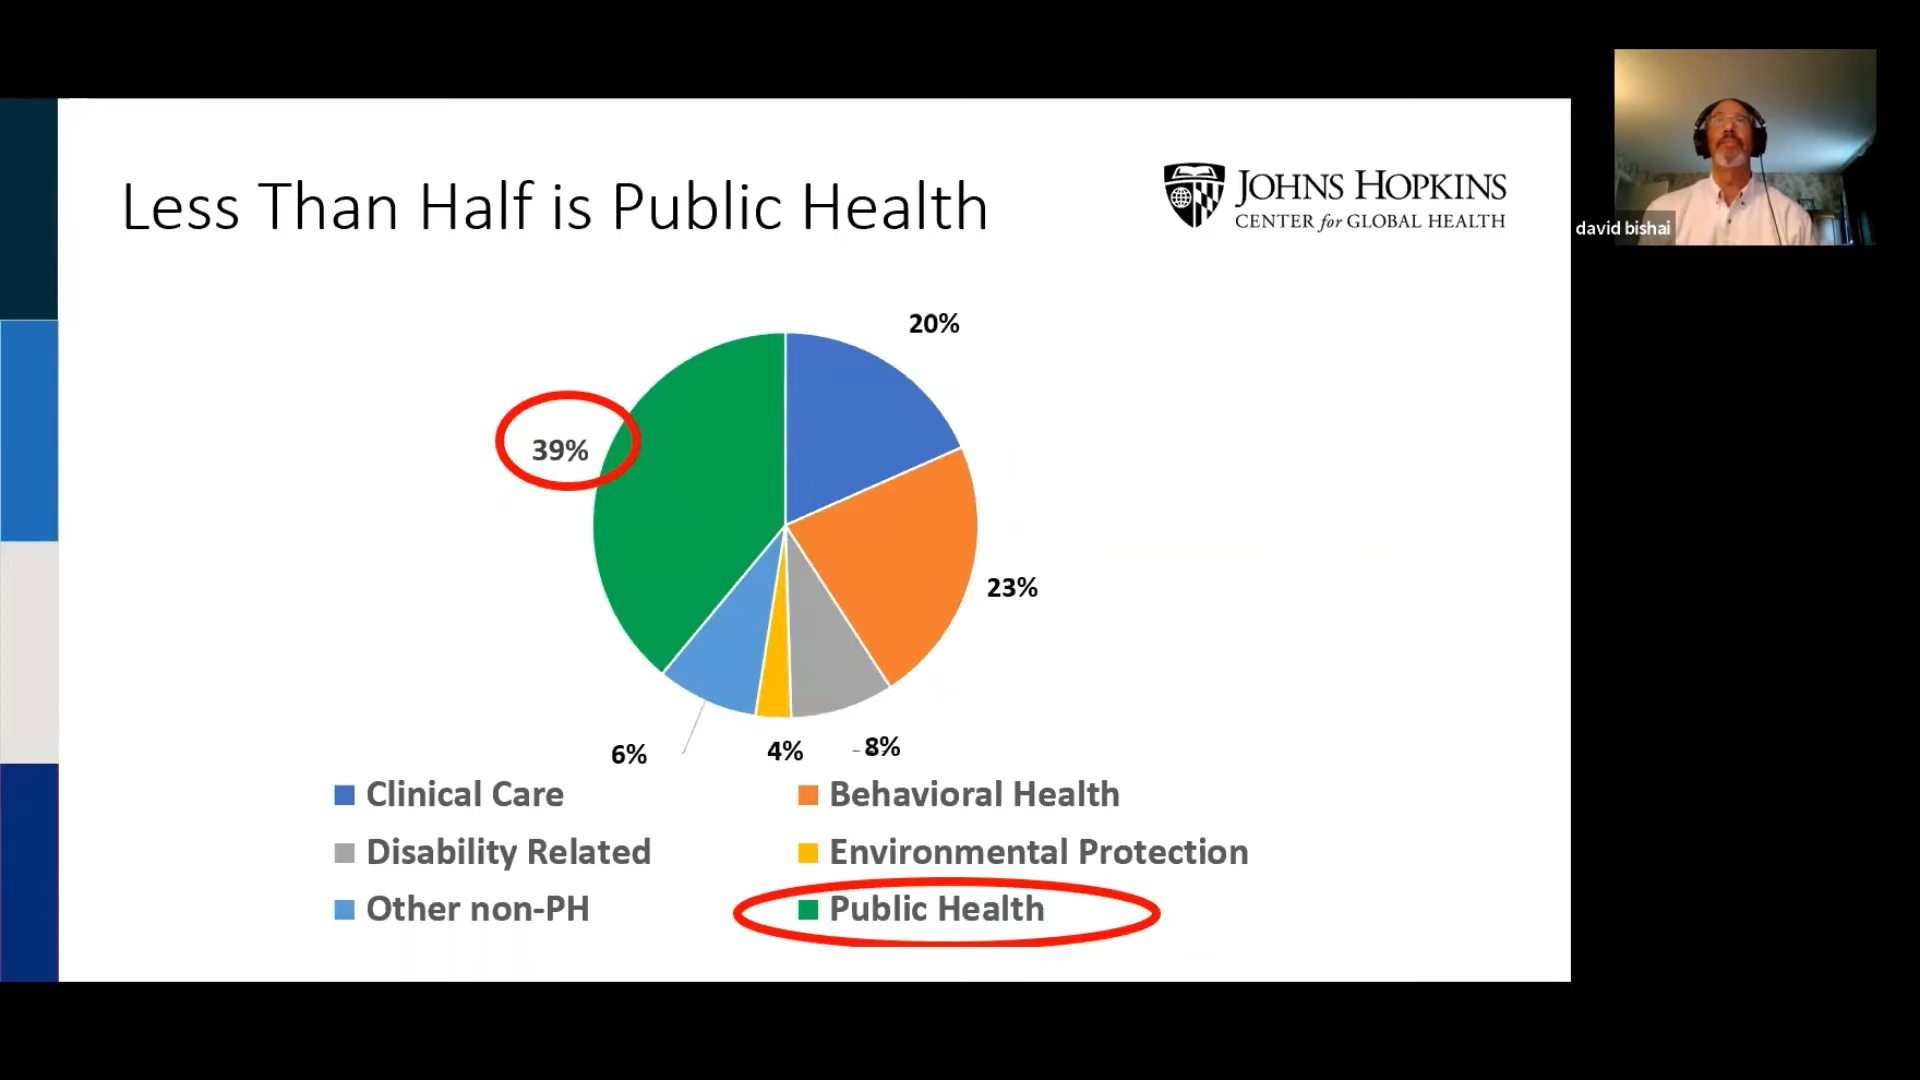 Less Than Half is Public Health
JOHNS HOPKINS
CENTER for GLOBAL HEALTH
david bishai
20%
39%
23%
6%
4%
8%
Clinical Care
Behavioral Health
Disability Related
Environmental Protection
Other non-PH
Public Health